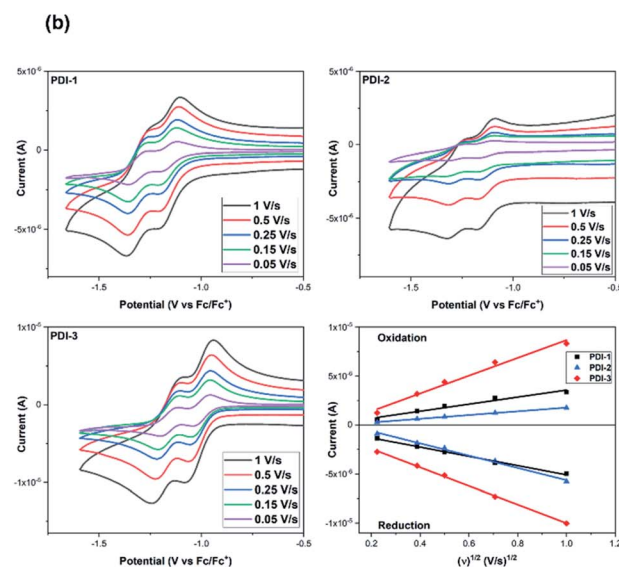 (b)
PDI-1
5x10⁻⁶
0
-5x10⁻⁶
Current (A)
1 V/s
0.5 V/s
0.25 V/s
0.15 V/s
0.05 V/s
-1.5
-1.0
-0.5
Potential (V vs Fc/Fc⁺)
PDI-2
5x10⁻⁶
0
-5x10⁻⁶
Current (A)
1 V/s
0.5 V/s
0.25 V/s
0.15 V/s
0.05 V/s
-1.5
-1.0
-0.5
Potential (V vs Fc/Fc⁺)
PDI-3
1x10⁻⁵
0
-1x10⁻⁵
Current (A)
1 V/s
0.5 V/s
0.25 V/s
0.15 V/s
0.05 V/s
-1.5
-1.0
-0.5
Potential (V vs Fc/Fc⁺)
1x10⁻⁵
5x10⁻⁶
0
-5x10⁻⁶
-1x10⁻⁵
Current (A)
Oxidation
PDI-1
PDI-2
PDI-3
Reduction
0.2
0.4
0.6
0.8
1.0
1.2
(ν)¹ᐟ² (V/s)¹ᐟ²